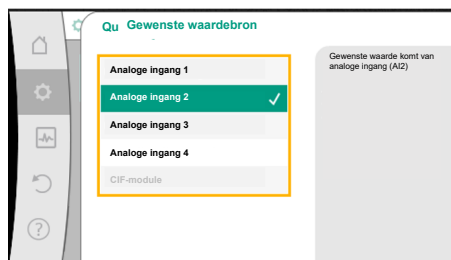 Qu Gewenste waardebron
Analoge ingang 1
Analoge ingang 2
Analoge ingang 3
Analoge ingang 4
CIF-module
Gewenste waarde komt van
analoge ingang (AI2)